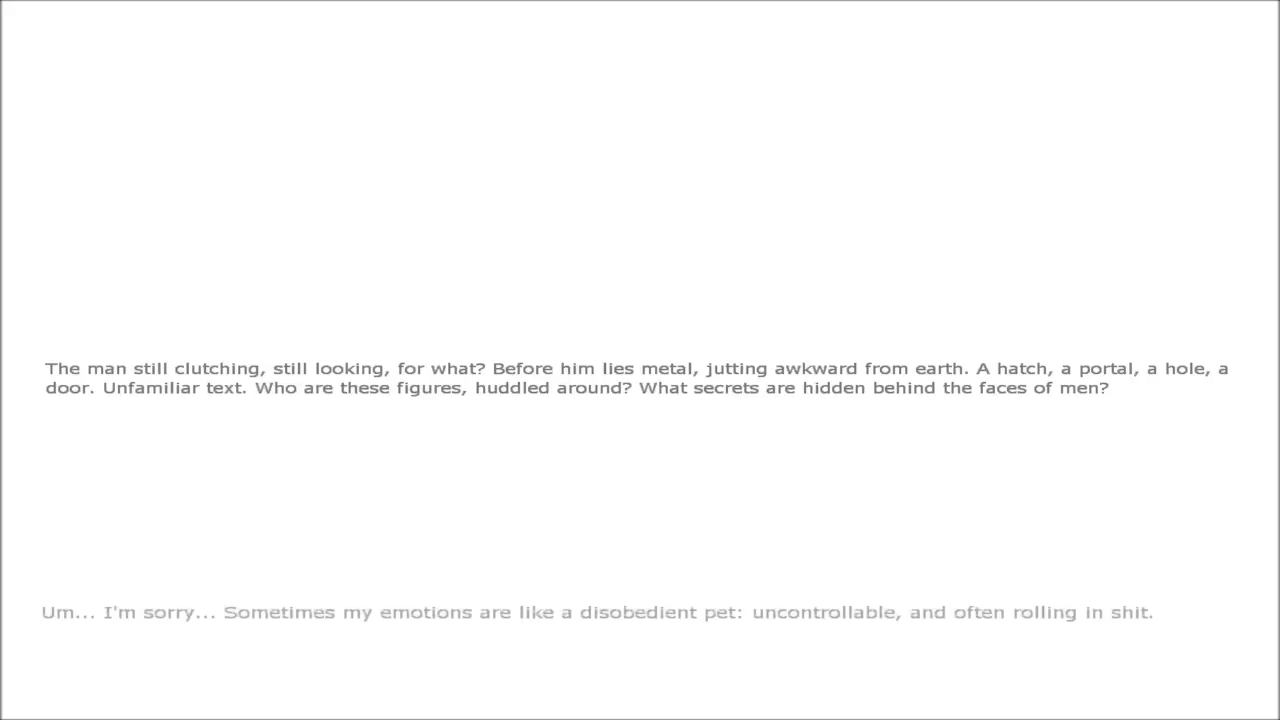 The man still clutching, still looking, for what? Before him lies metal, jutting awkward from earth. A hatch, a portal, a hole, a
door. Unfamiliar text. Who are these figures, huddled around? What secrets are hidden behind the faces of men?
Um... I'm sorry... Sometimes my emotions are like a disobedient pet: uncontrollable, and often rolling in shit.